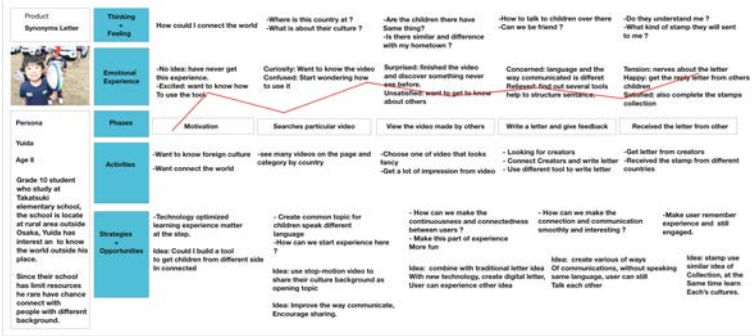 Product
Synonyms Letter
Thinking
+
Feeling
How could I connect the world
-Where is this country at ?
-What is about their culture ?
-Are the children there have
Same thing?
-Is there similar and difference
with my hometown ?
-How to talk to children over there
-Can we be friend ?
-Do they understand me ?
-What kind of stamp they will sent
to me ?
Emotional
Experience
-No idea: have never get
this experience.
-Excited: want to know how
To use the tools
Curiosity: Want to know the video
Confused: Start wondering how
to use it
Surprised: finished the video
and discover something never
see before.
Unsatisfied: want to get to know
about others
Concerned: language and the
way communicated is different
Relieved: find out several tools
help to structure sentance.
Tension: nerves about the letter
Happy: get the reply letter from others
children
Satisfied: also complete the stamps
collection
Phases
Motivation
Searches particular video
View the video made by others
Write a letter and give feedback
Received the letter from other
Persona
Yuida
Age 8
Grade 10 student
who study at
Takatsuki
elementary school,
the school is locate
at rural area outside
Osaka, Yuida has
interest an to know
the world outside his
place.
Since their school
has limit resources
he rare have chance
connect with
people with different
background.
Activities
-Want to know foreign culture
-Want connect the world
-see many videos on the page and
category by country
-Choose one of video that looks
fancy
-Get a lot of impression from video
- Looking for creators
- Connect Creators and write letter
- Use different tool to write letter
-Get letter from creators
-Received the stamp from different
countries
Strategies
+
Opportunities
-Technology optimized
learning experience matter
at the step.
Idea: Could I build a tool
to get children from different side
In connected
- Create common topic for
children speak different
language
-How can we start experience here
?
Idea: use stop-motion video to
share their culture background as
opening topic
Idea: Improve the way communicate,
Encourage sharing.
- How can we make the
continuousness and connectedness
between users ?
- Make this part of experience
More fun
Idea: combine with traditional letter idea
With new technology, create digital letter,
User can experience other idea
- How can we make the
connection and communication
smoothly and interesting ?
Idea: create various of ways
Of communications, without speaking
same language, user can still
Talk each other
-Make user remember
experience and still
engaged.
Idea: stamp use
similar idea of
Collection, at the
Same time learn
Each's cultures.